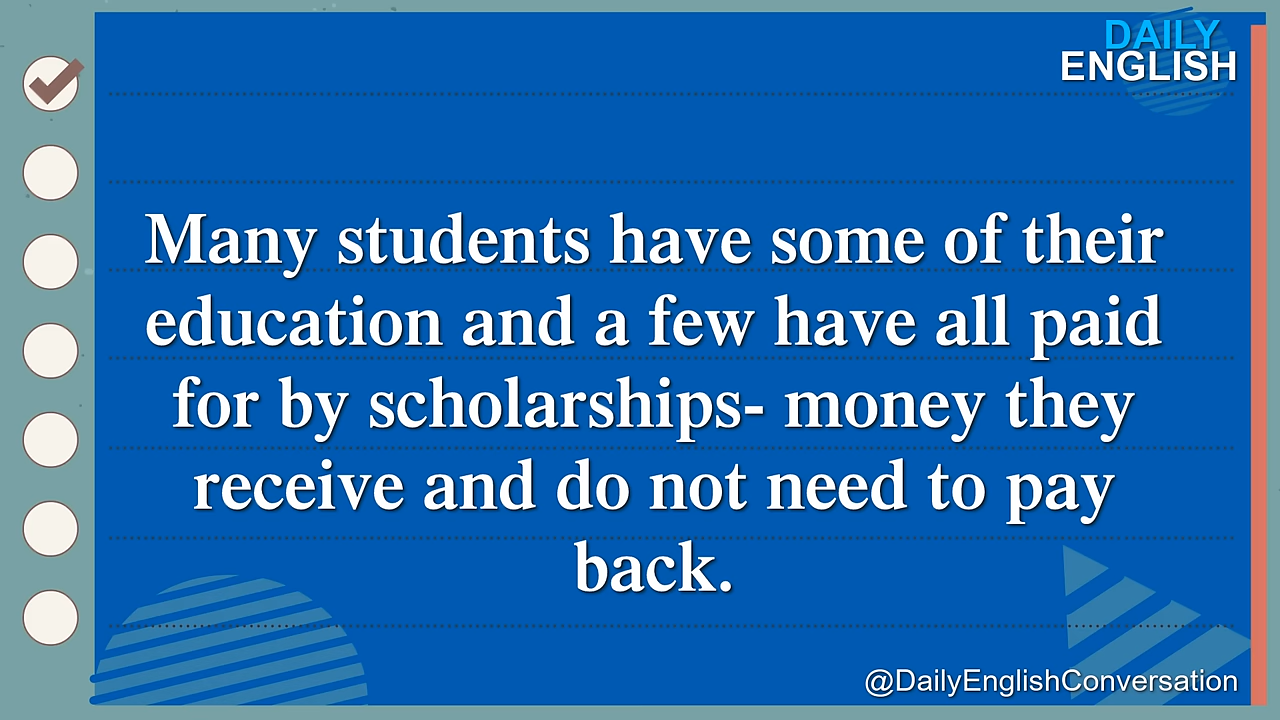 DAILY
ENGLISH
Many students have some of their
education and a few have all paid
for by scholarships- money they
receive and do not need to pay
back.
@DailyEnglishConversation